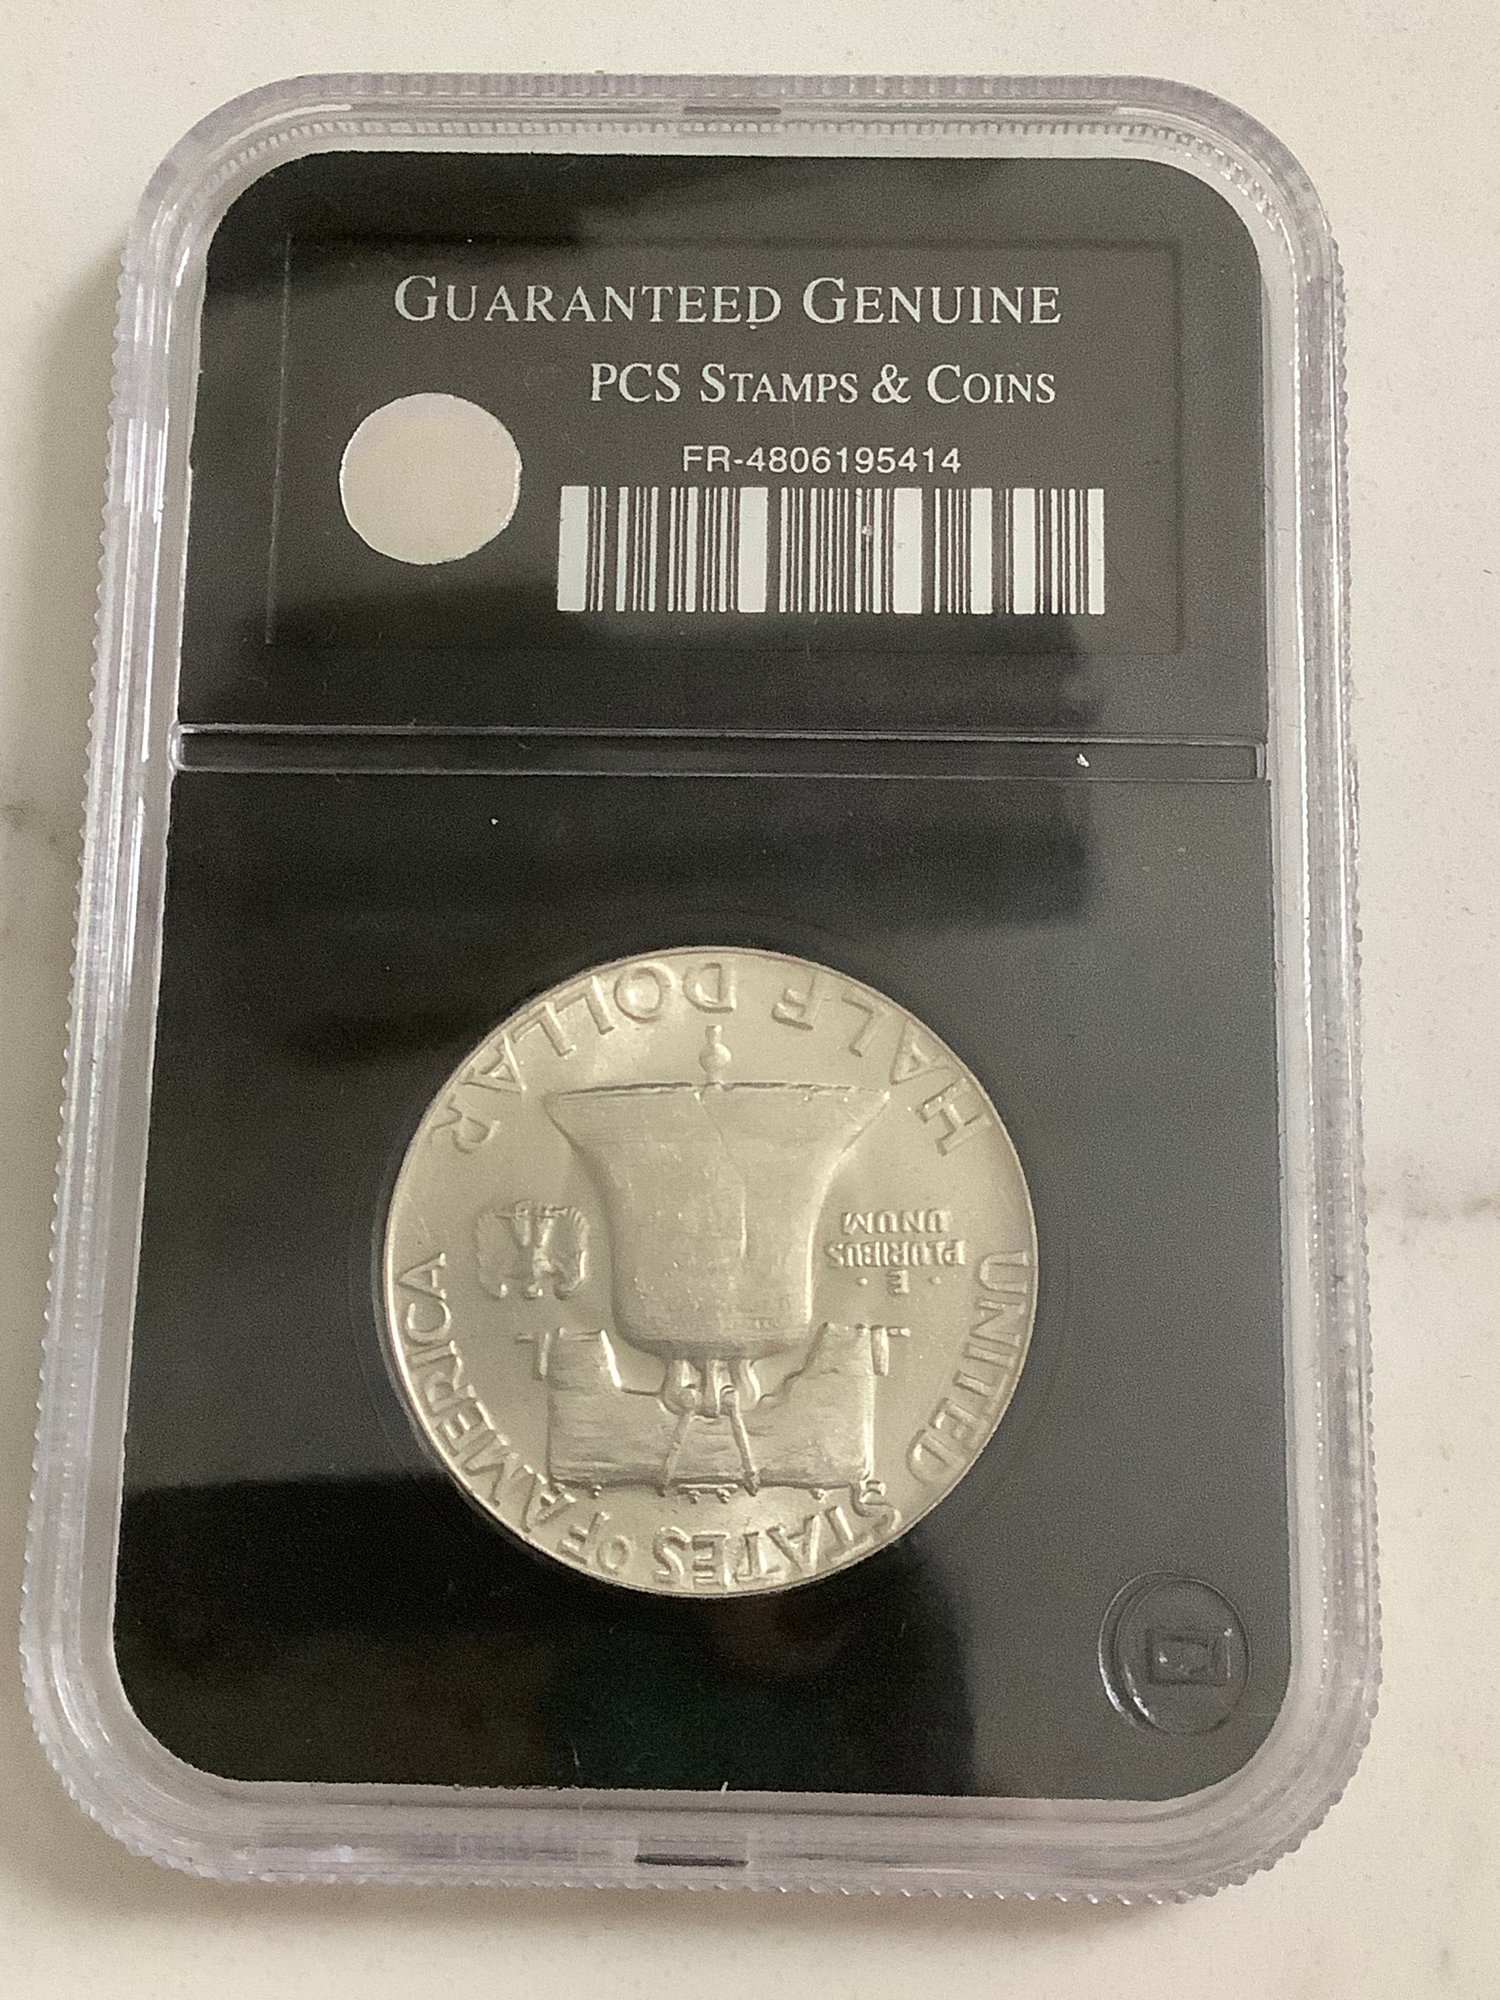 GUARANTEED GENUINE
PCS STAMPS & COINS
FR-4806195414
UNITED STATES OF AMERICA
E
PLURIBUS
UNUM
HALF DOLLAR